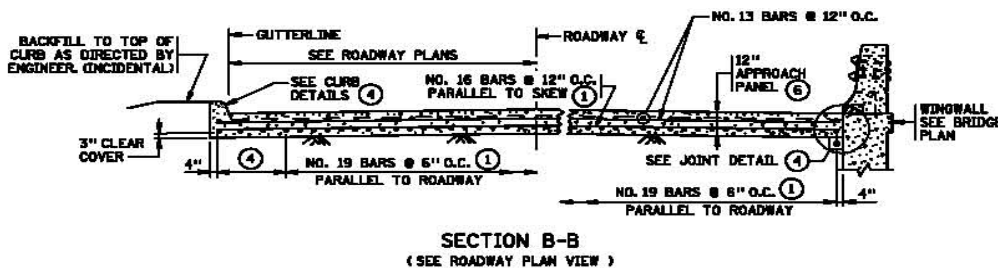 NO. 13 BARS @ 12" O.C.
GUTTERLINE
ROADWAY ℄
BACKFILL TO TOP OF
CURB AS DIRECTED BY
ENGINEER. (INCIDENTAL)
SEE ROADWAY PLANS
SEE CURB
DETAILS 4
NO. 16 BARS @ 12" O.C.
PARALLEL TO SKEW 1
12"
APPROACH
PANEL 6
WINGWALL
SEE BRIDGE
PLAN
3" CLEAR
COVER
4"
4
NO. 19 BARS @ 6" O.C. 1
PARALLEL TO ROADWAY
SEE JOINT DETAIL 4
NO. 19 BARS @ 6" O.C. 1
PARALLEL TO ROADWAY
4"
SECTION B-B
( SEE ROADWAY PLAN VIEW )